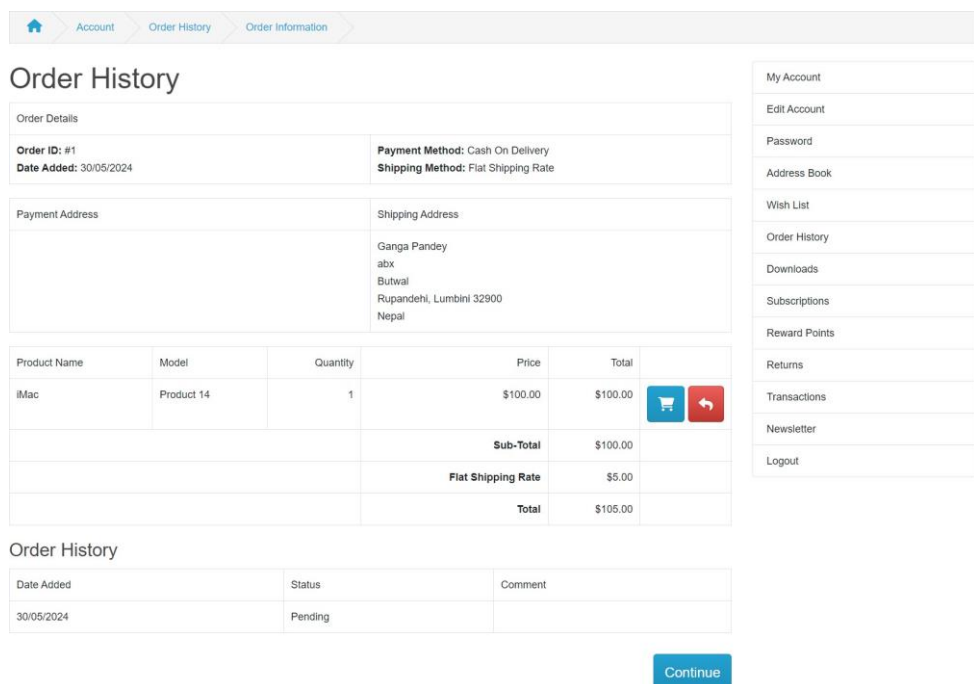 Account Order History Order Information
Order History
Order Details
Order ID: #1
Date Added: 30/05/2024
Payment Method: Cash On Delivery
Shipping Method: Flat Shipping Rate
Payment Address Shipping Address
Ganga Pandey
abx
Butwal
Rupandehi, Lumbini 32900
Nepal
Product Name Model Quantity Price Total
iMac Product 14 1 $100.00 $100.00
Sub-Total $100.00
Flat Shipping Rate $5.00
Total $105.00
Order History
Date Added Status Comment
30/05/2024 Pending
Continue
My Account
Edit Account
Password
Address Book
Wish List
Order History
Downloads
Subscriptions
Reward Points
Returns
Transactions
Newsletter
Logout